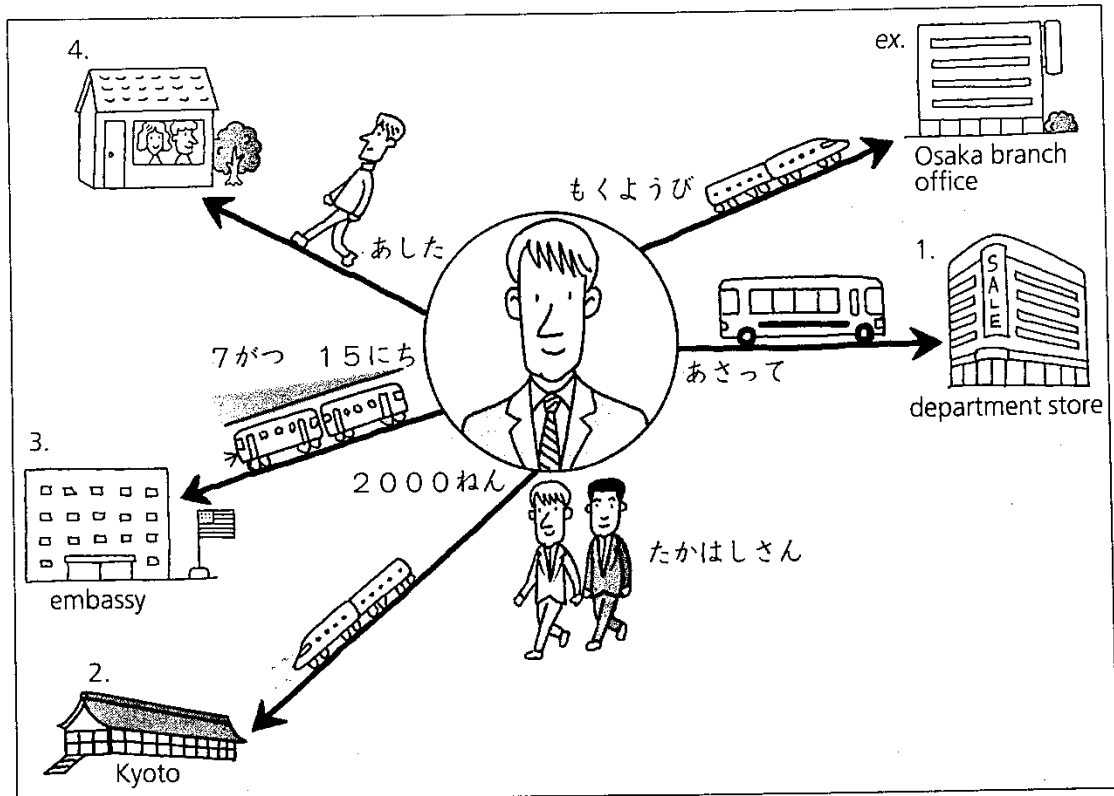 4.
ex.
Osaka branch
office
もくようび
あした
1.
SALE
あさって
department store
7がつ 15にち
3.
2000ねん
embassy
たかはしさん
2.
Kyoto